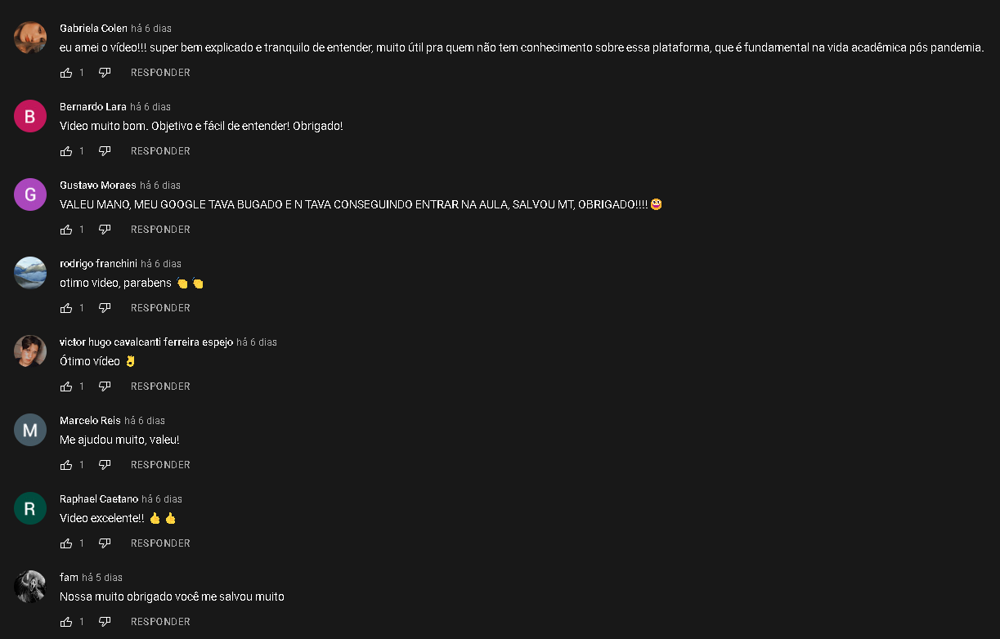 Gabriela Colen há 6 dias
eu amei o vídeo!!! super bem explicado e tranquilo de entender, muito útil pra quem não tem conhecimento sobre essa plataforma, que é fundamental na vida acadêmica pós pandemia.
1 RESPONDER
B
Bernardo Lara há 6 dias
Video muito bom. Objetivo e fácil de entender! Obrigado!
1 RESPONDER
G
Gustavo Moraes há 6 dias
VALEU MANO, MEU GOOGLE TAVA BUGADO E N TAVA CONSEGUINDO ENTRAR NA AULA, SALVOU MT, OBRIGADO!!!! 😀
1 RESPONDER
rodrigo franchini há 6 dias
otimo video, parabens 👏 👏
1 RESPONDER
victor hugo cavalcanti ferreira espejo há 6 dias
Ótimo vídeo 👌
1 RESPONDER
M
Marcelo Reis há 6 dias
Me ajudou muito, valeu!
1 RESPONDER
R
Raphael Caetano há 6 dias
Video excelente!! 👍 👍
1 RESPONDER
fam há 5 dias
Nossa muito obrigado você me salvou muito
1 RESPONDER